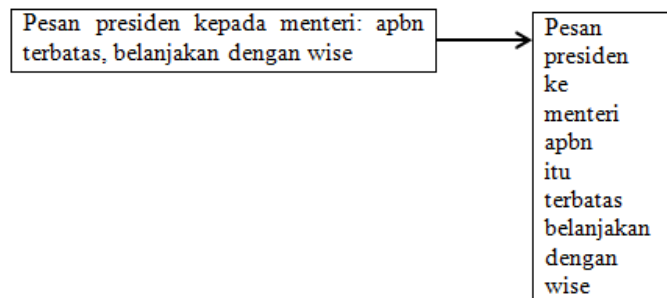 Pesan presiden kepada menteri: apbn
terbatas, belanjakan dengan wise
Pesan
presiden
ke
menteri
apbn
itu
terbatas
belanjakan
dengan
wise